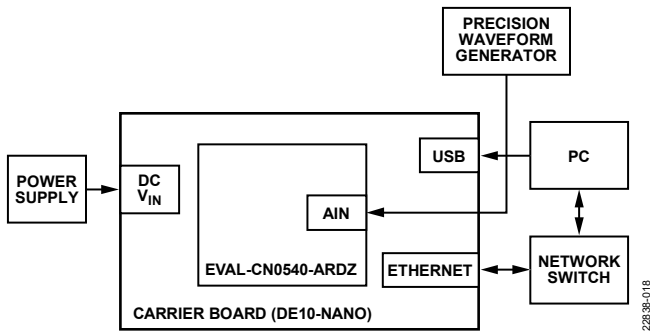 PRECISION
WAVEFORM
GENERATOR
POWER
SUPPLY
DC
VIN
USB
PC
AIN
EVAL-CN0540-ARDZ
ETHERNET
NETWORK
SWITCH
CARRIER BOARD (DE10-NANO)
22838-018